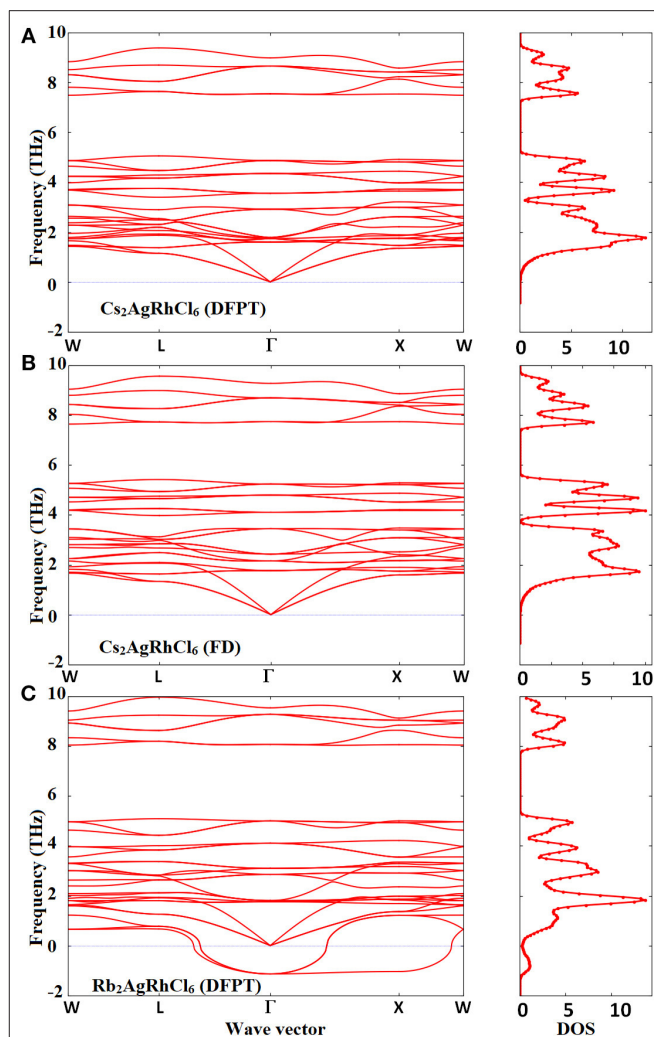 A
10
8
6
4
2
0
-2
Frequency (THz)
Cs₂AgRhCl₆ (DFPT)
W L Γ X W
0 5 10
B
10
8
6
4
2
0
-2
Frequency (THz)
Cs₂AgRhCl₆ (FD)
W L Γ X W
0 5 10
C
10
8
6
4
2
0
-2
Frequency (THz)
Rb₂AgRhCl₆ (DFPT)
W L Γ X W
0 5 10
Wave vector
DOS